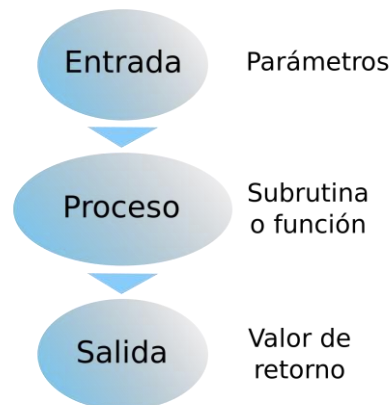 Entrada
Parámetros
Proceso
Subrutina
o función
Salida
Valor de
retorno